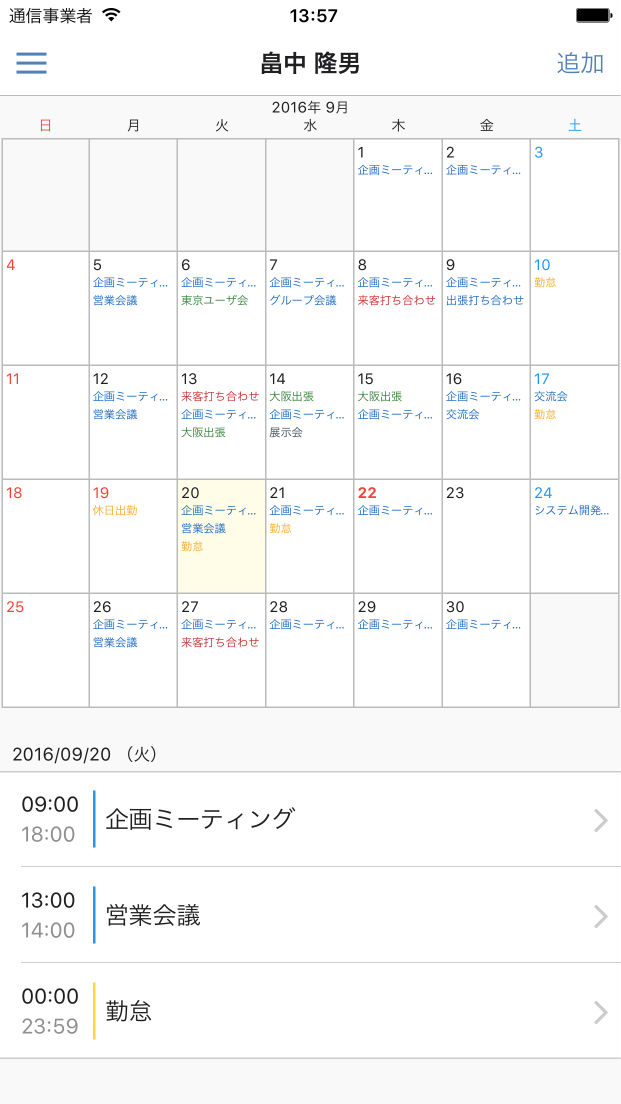 通信事業者 13:57
畠中 隆男 追加
2016年 9月
日 月 火 水 木 金 土
1 2 3
企画ミーティ... 企画ミーティ...
4 5 6 7 8 9 10
企画ミーティ... 企画ミーティ... 企画ミーティ... 企画ミーティ... 企画ミーティ... 勤怠
営業会議 東京ユーザ会 グループ会議 来客打ち合わせ 出張打ち合わせ
11 12 13 14 15 16 17
企画ミーティ... 来客打ち合わせ 大阪出張 大阪出張 企画ミーティ... 交流会
営業会議 企画ミーティ... 企画ミーティ... 企画ミーティ... 交流会 勤怠
大阪出張 展示会
18 19 20 21 22 23 24
休日出勤 企画ミーティ... 企画ミーティ... 企画ミーティ... システム開発...
営業会議 勤怠
勤怠
25 26 27 28 29 30
企画ミーティ... 企画ミーティ... 企画ミーティ... 企画ミーティ... 企画ミーティ...
営業会議 来客打ち合わせ
2016/09/20 （火）
09:00 企画ミーティング
18:00
13:00 営業会議
14:00
00:00 勤怠
23:59